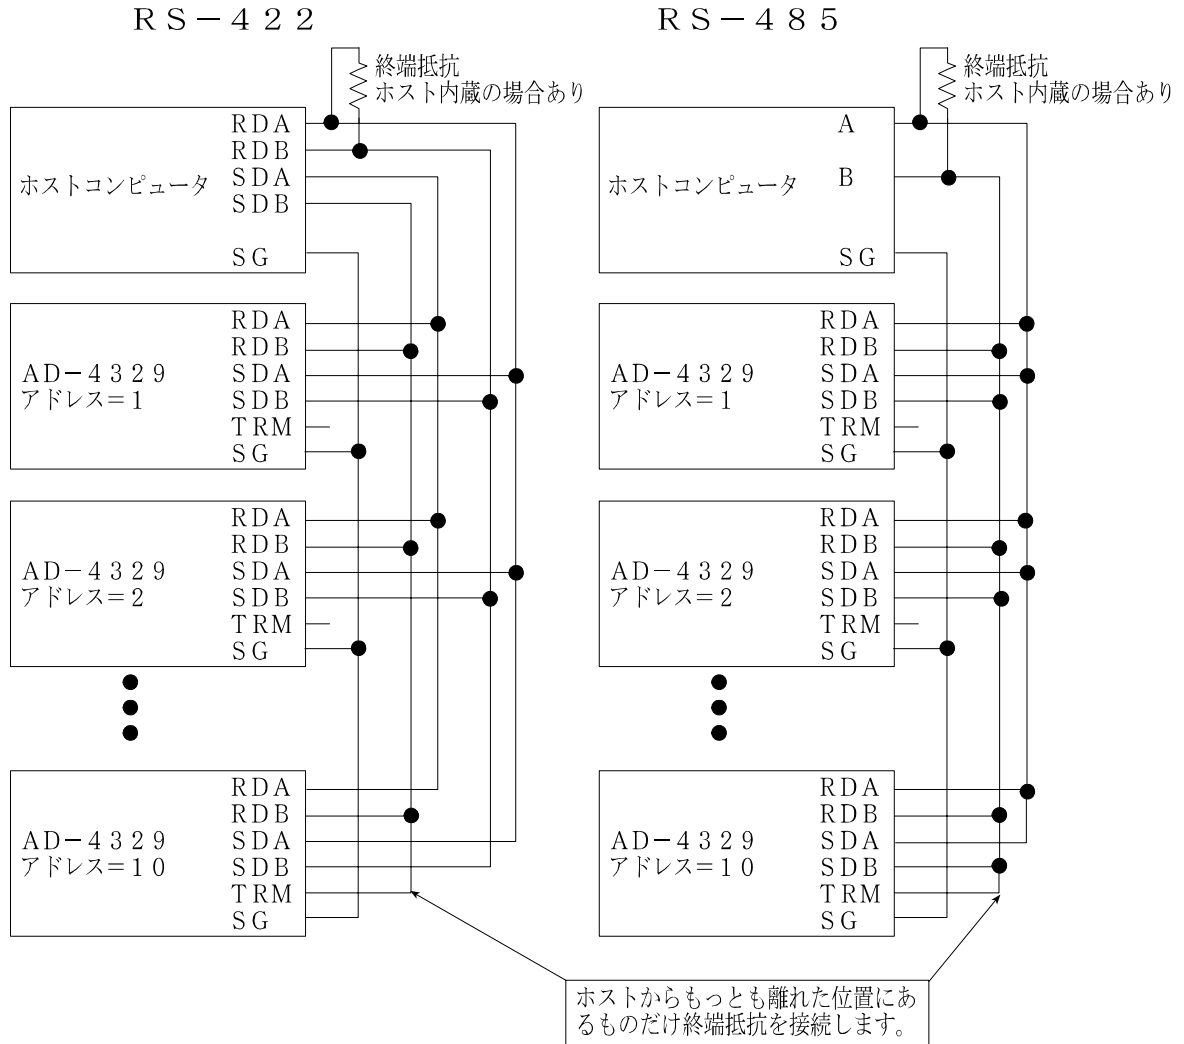 RS－422
終端抵抗
ホスト内蔵の場合あり
ホストコンピュータ
RDA
RDB
SDA
SDB
SG
AD－4329
アドレス＝1
RDA
RDB
SDA
SDB
TRM
SG
AD－4329
アドレス＝2
RDA
RDB
SDA
SDB
TRM
SG
AD－4329
アドレス＝10
RDA
RDB
SDA
SDB
TRM
SG
RS－485
終端抵抗
ホスト内蔵の場合あり
ホストコンピュータ
A
B
SG
AD－4329
アドレス＝1
RDA
RDB
SDA
SDB
TRM
SG
AD－4329
アドレス＝2
RDA
RDB
SDA
SDB
TRM
SG
AD－4329
アドレス＝10
RDA
RDB
SDA
SDB
TRM
SG
ホストからもっとも離れた位置にあ
るものだけ終端抵抗を接続します。